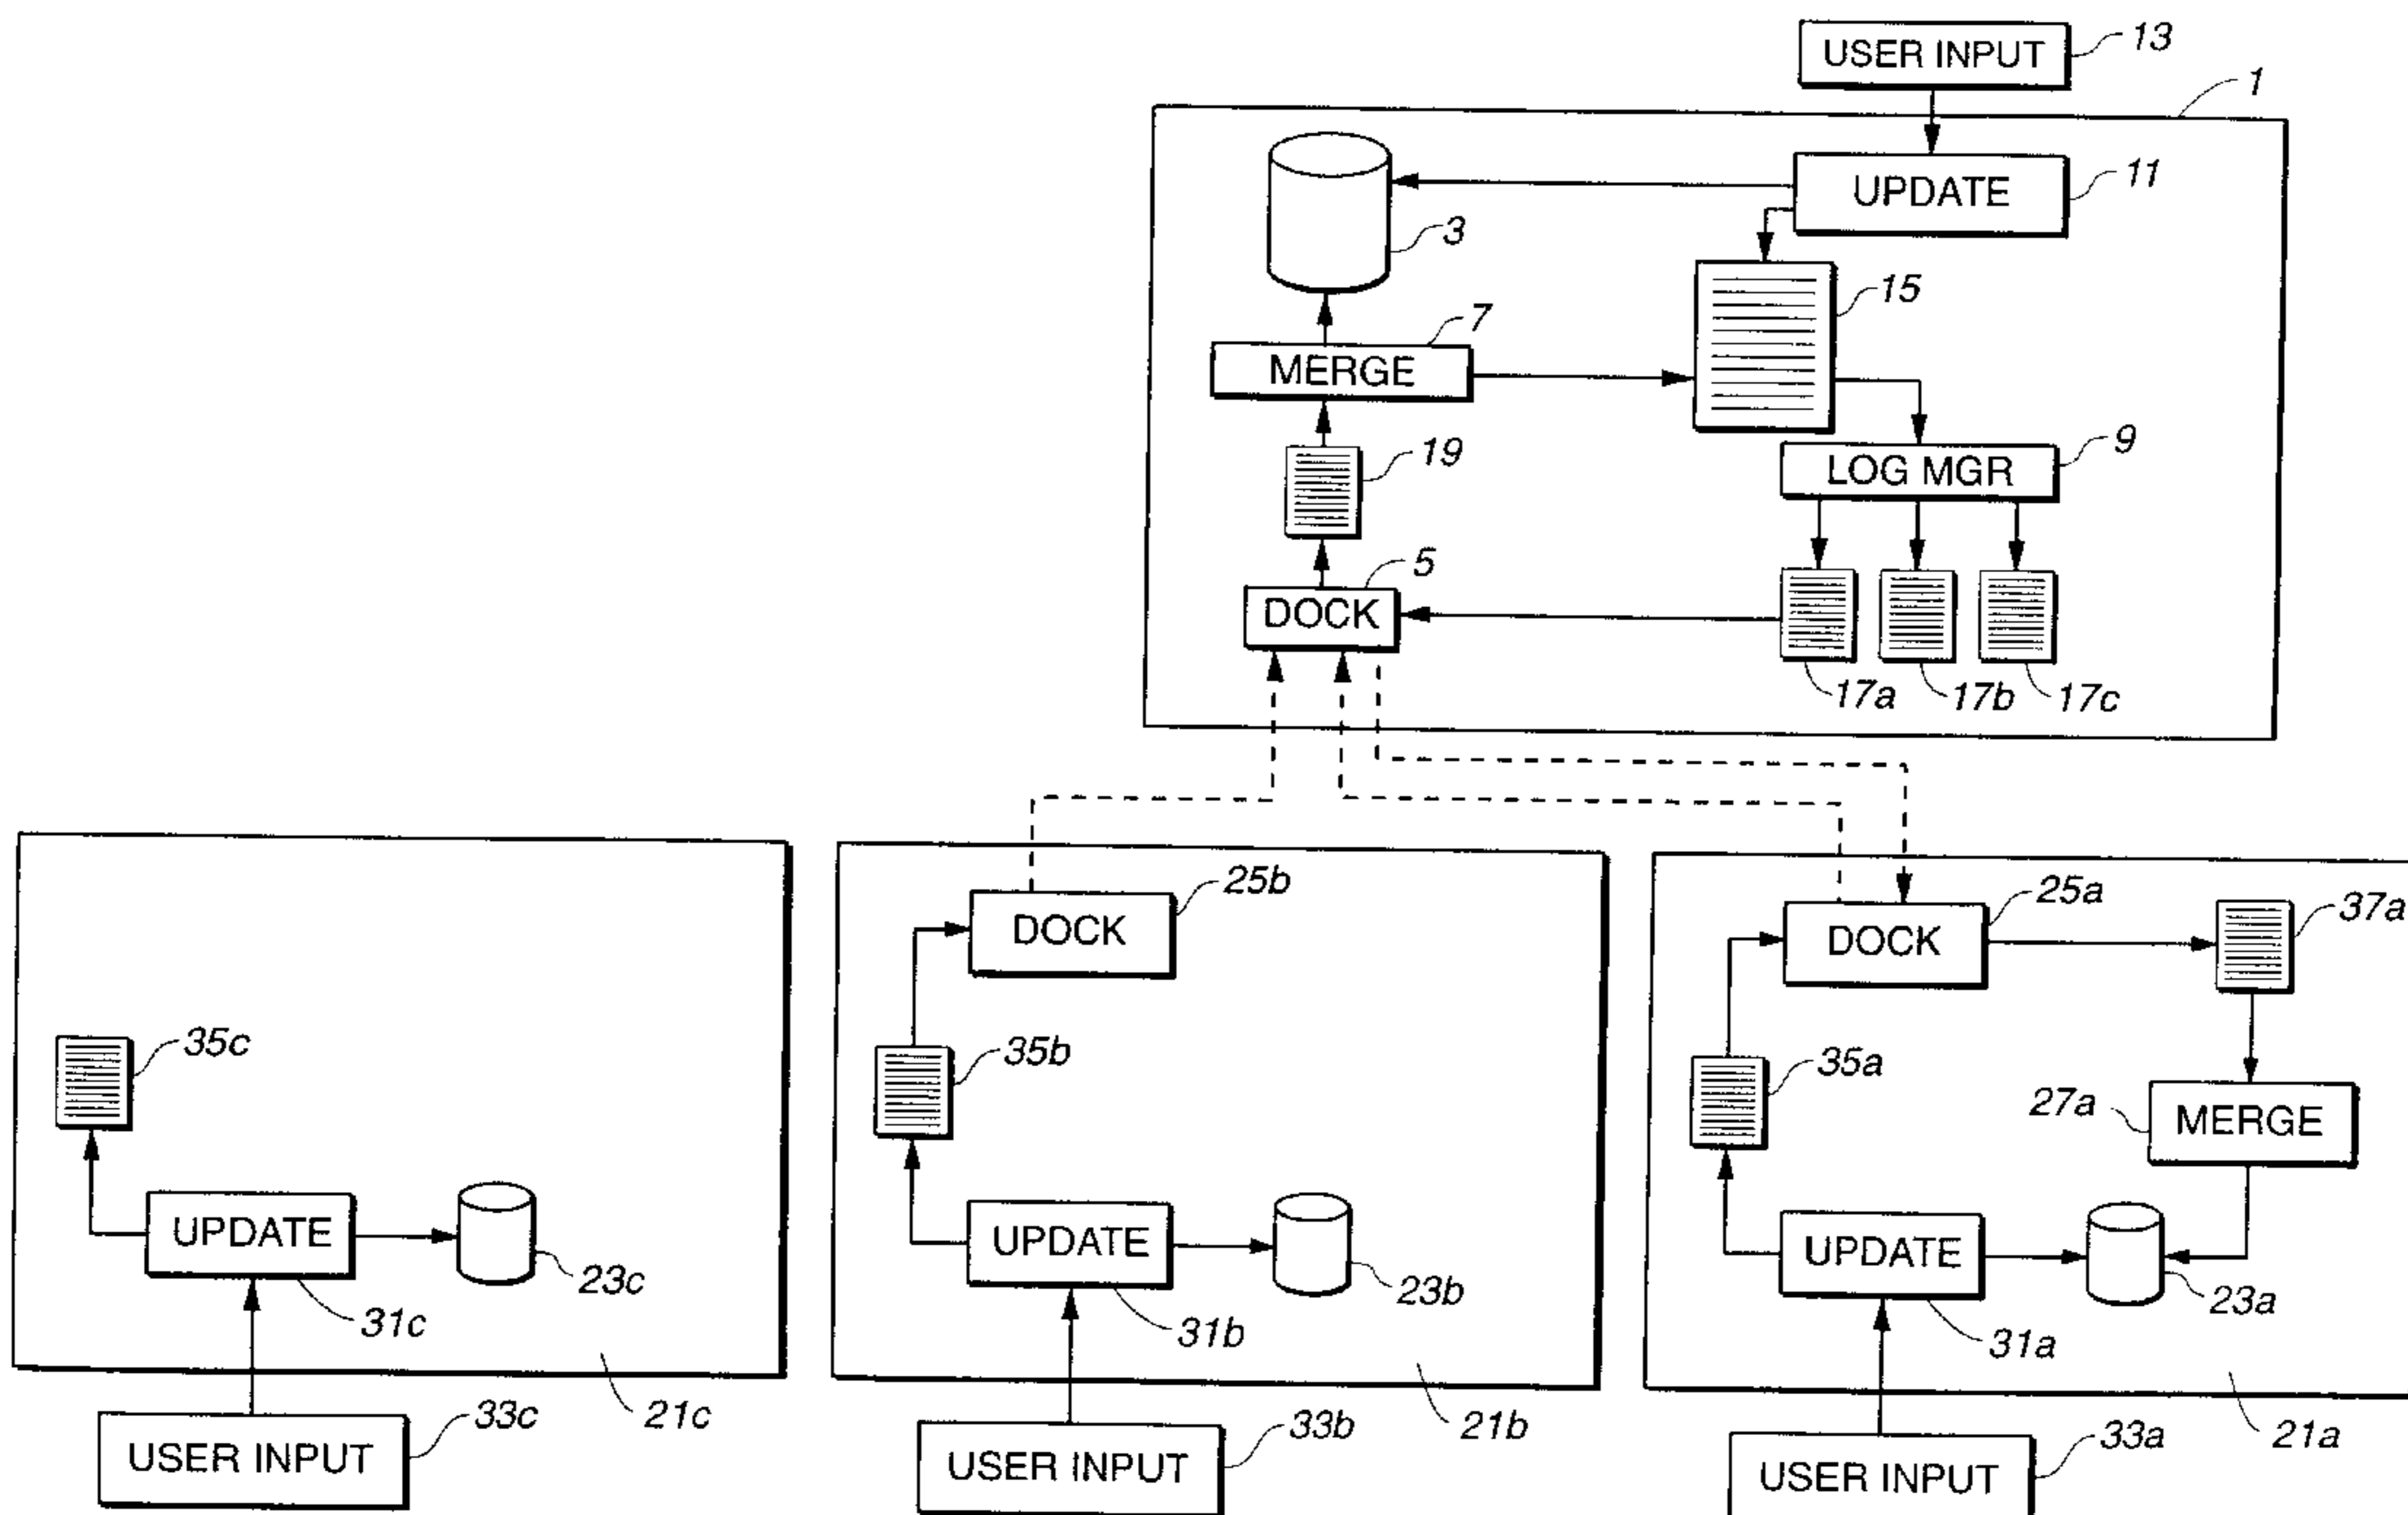 USER INPUT
13
1
UPDATE
11
3
15
7
MERGE
19
9
LOG MGR
5
DOCK
17a
17b
17c
25b
DOCK
25a
DOCK
37a
35c
35b
35a
27a
MERGE
UPDATE
23c
31c
UPDATE
23b
31b
UPDATE
23a
31a
21c
21b
21a
33c
USER INPUT
33b
USER INPUT
33a
USER INPUT